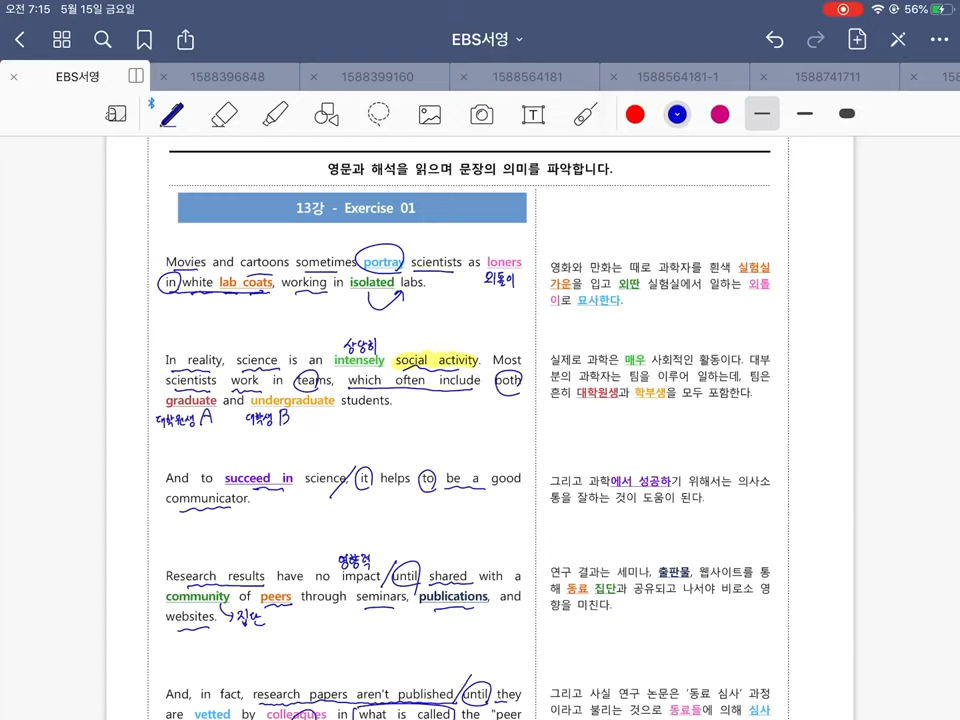 오전 7:15 5월 15일 금요일
56%
EBS서영
EBS서영
1588396848
1588399160
1588564181
1588564181-1
1588741711
158
영문과 해석을 읽으며 문장의 의미를 파악합니다.
13강 - Exercise 01
Movies and cartoons sometimes portray scientists as loners
in white lab coats, working in isolated labs.
외톨이
영화와 만화는 때로 과학자를 흰색 실험실
가운을 입고 외딴 실험실에서 일하는 외톨
이로 묘사한다.
상당히
In reality, science is an intensely social activity. Most
scientists work in teams, which often include both
graduate and undergraduate students.
대학원생 A 대학생 B
실제로 과학은 매우 사회적인 활동이다. 대부
분의 과학자는 팀을 이루어 일하는데, 팀은
흔히 대학원생과 학부생을 모두 포함한다.
And to succeed in science, it helps to be a good
communicator.
그리고 과학에서 성공하기 위해서는 의사소
통을 잘하는 것이 도움이 된다.
영향력
Research results have no impact until shared with a
community of peers through seminars, publications, and
websites.
집단
연구 결과는 세미나, 출판물, 웹사이트를 통
해 동료 집단과 공유되고 나서야 비로소 영
향을 미친다.
And, in fact, research papers aren't published until they
are vetted by colleagues in what is called the "peer
그리고 사실 연구 논문은 '동료 심사' 과정
이라고 불리는 것으로 동료들에 의해 심사